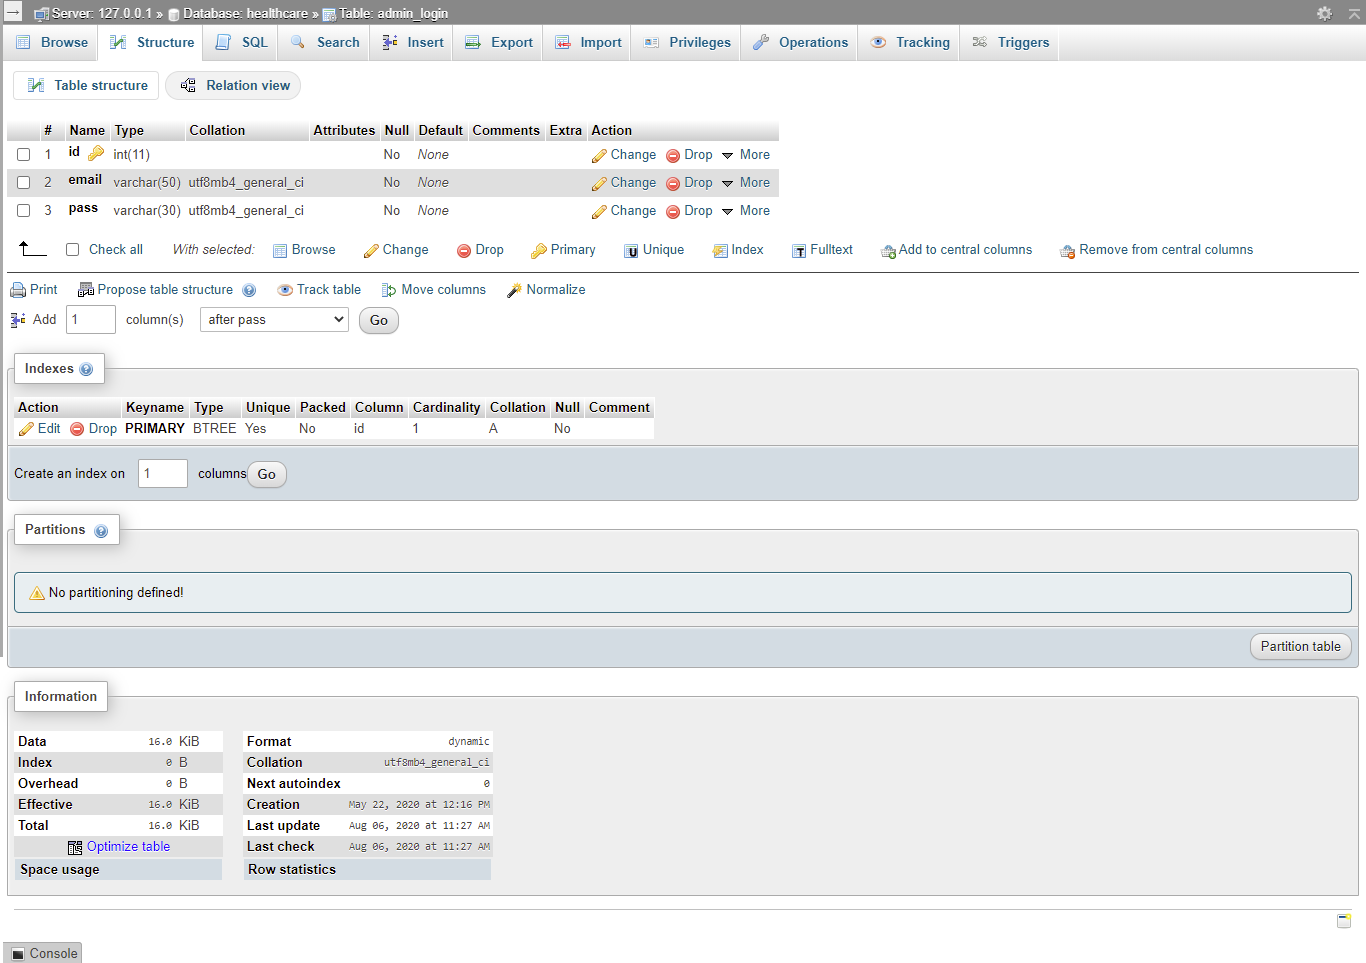 Server: 127.0.0.1 » Database: healthcare » Table: admin_login
Browse Structure SQL Search Insert Export Import Privileges Operations Tracking Triggers
Table structure Relation view
# Name Type Collation Attributes Null Default Comments Extra Action
1 id int(11) No None Change Drop More
2 email varchar(50) utf8mb4_general_ci No None Change Drop More
3 pass varchar(30) utf8mb4_general_ci No None Change Drop More
Check all With selected: Browse Change Drop Primary Unique Index Fulltext Add to central columns Remove from central columns
Print Propose table structure Track table Move columns Normalize
Add 1 column(s) after pass Go
Indexes
Action Keyname Type Unique Packed Column Cardinality Collation Null Comment
Edit Drop PRIMARY BTREE Yes No id 1 A No
Create an index on 1 columns Go
Partitions
No partitioning defined!
Partition table
Information
Data 16.0 KiB Format dynamic
Index 0 B Collation utf8mb4_general_ci
Overhead 0 B Next autoindex 0
Effective 16.0 KiB Creation May 22, 2020 at 12:16 PM
Total 16.0 KiB Last update Aug 06, 2020 at 11:27 AM
Optimize table Last check Aug 06, 2020 at 11:27 AM
Space usage Row statistics
Console